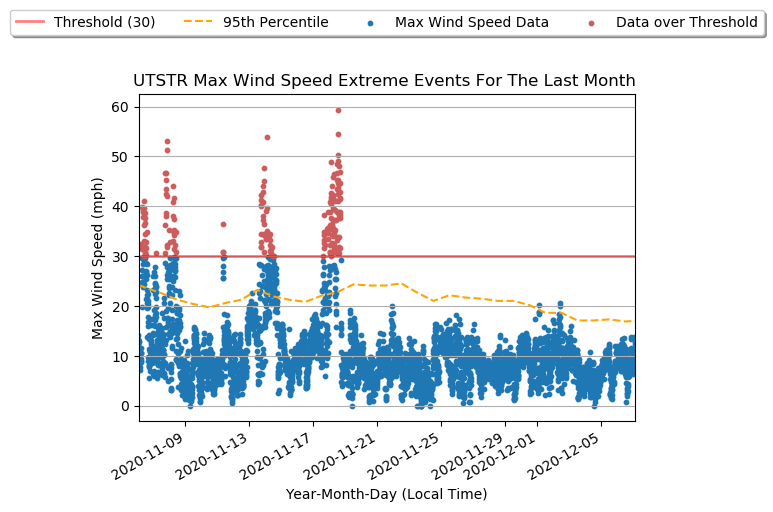 Threshold (30) 95th Percentile Max Wind Speed Data Data over Threshold
UTSTR Max Wind Speed Extreme Events For The Last Month
60
50
40
30
20
10
0
Max Wind Speed (mph)
2020-11-09 2020-11-13 2020-11-17 2020-11-21 2020-11-25 2020-11-29 2020-12-01 2020-12-05
Year-Month-Day (Local Time)